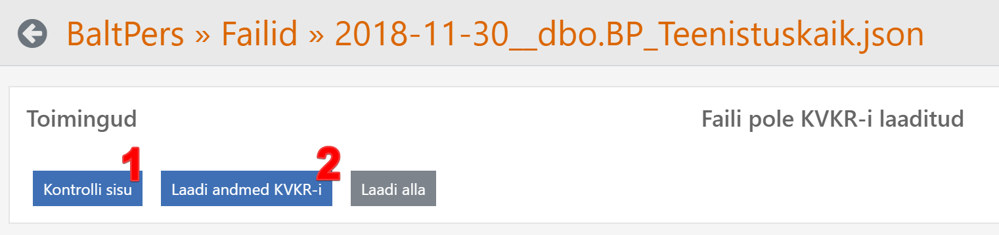 BaltPers » Failid » 2018-11-30__dbo.BP_Teenistuskaik.json
Toimingud
Faili pole KVKR-i laaditud
1
2
Kontrolli sisu
Laadi andmed KVKR-i
Laadi alla